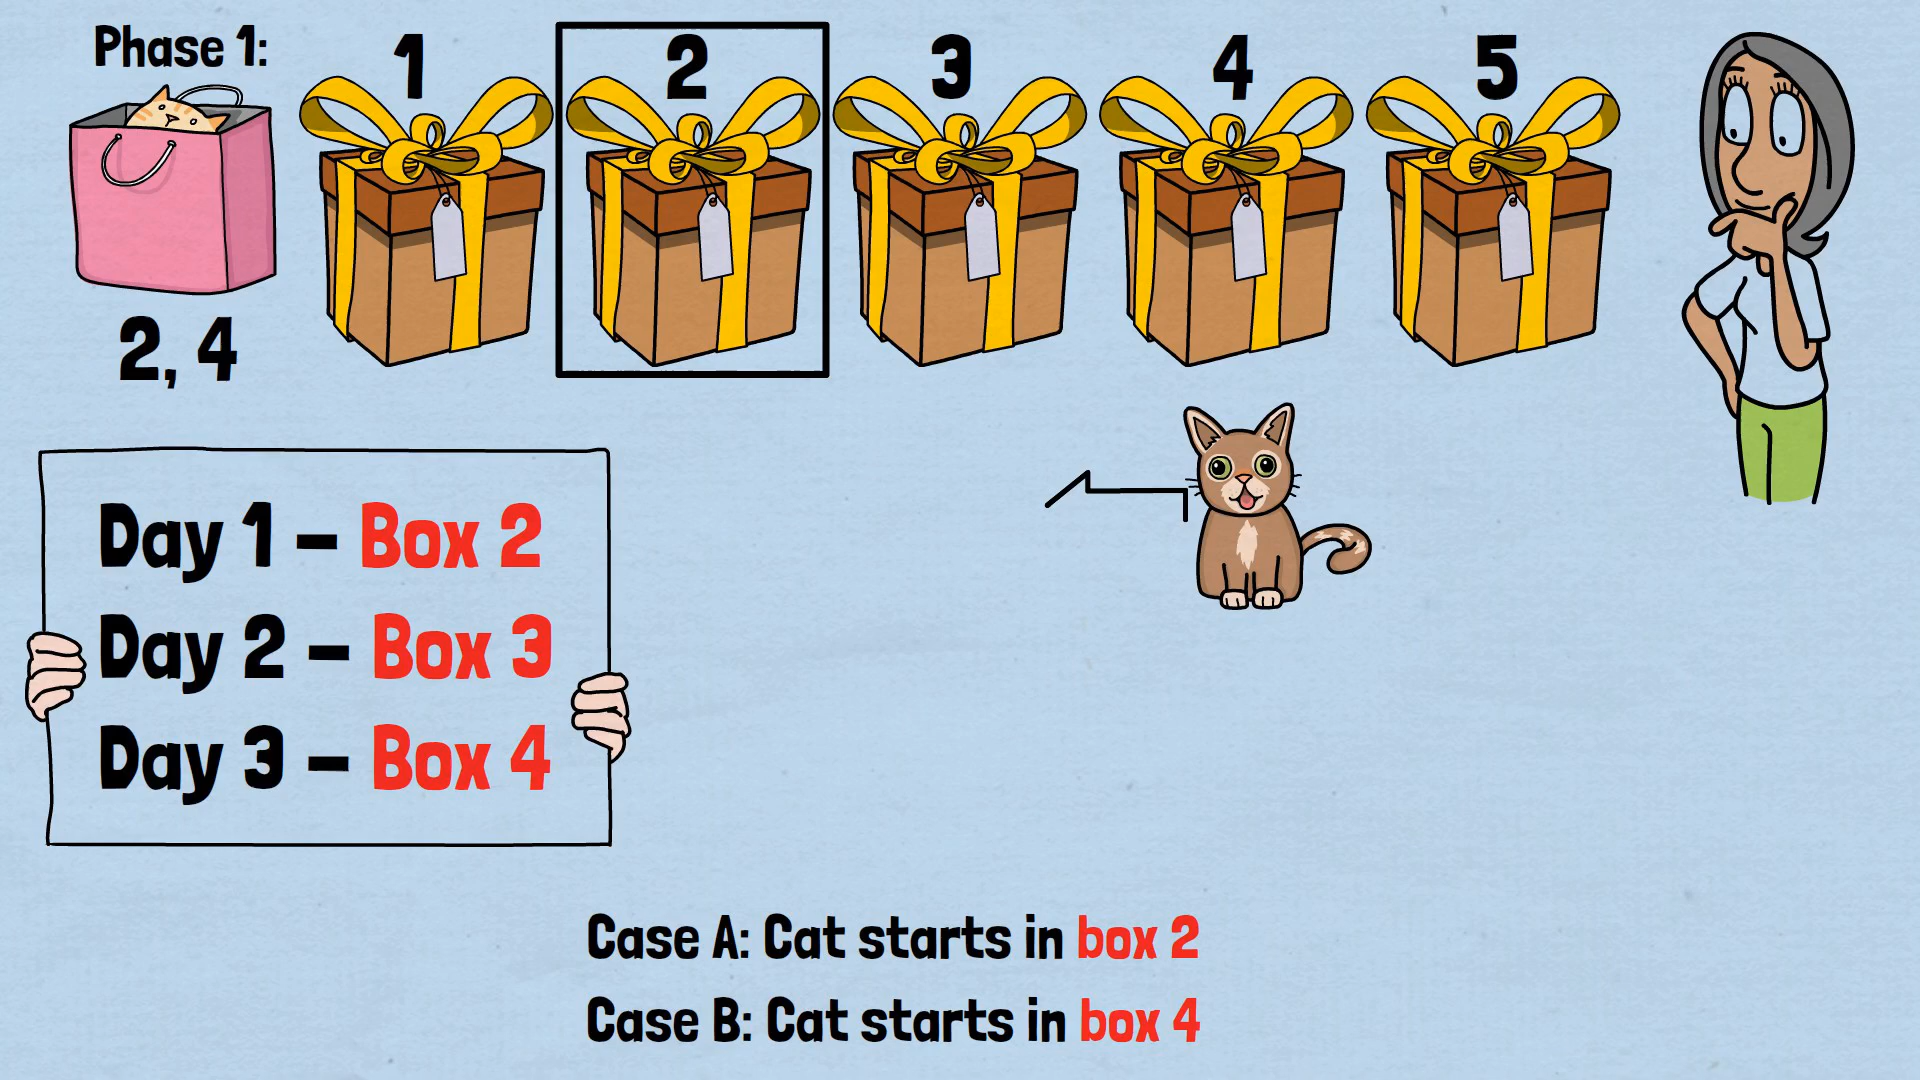 Phase 1:
1
2
3
4
5
2, 4
Day 1 – Box 2
Day 2 – Box 3
Day 3 – Box 4
Case A: Cat starts in box 2
Case B: Cat starts in box 4